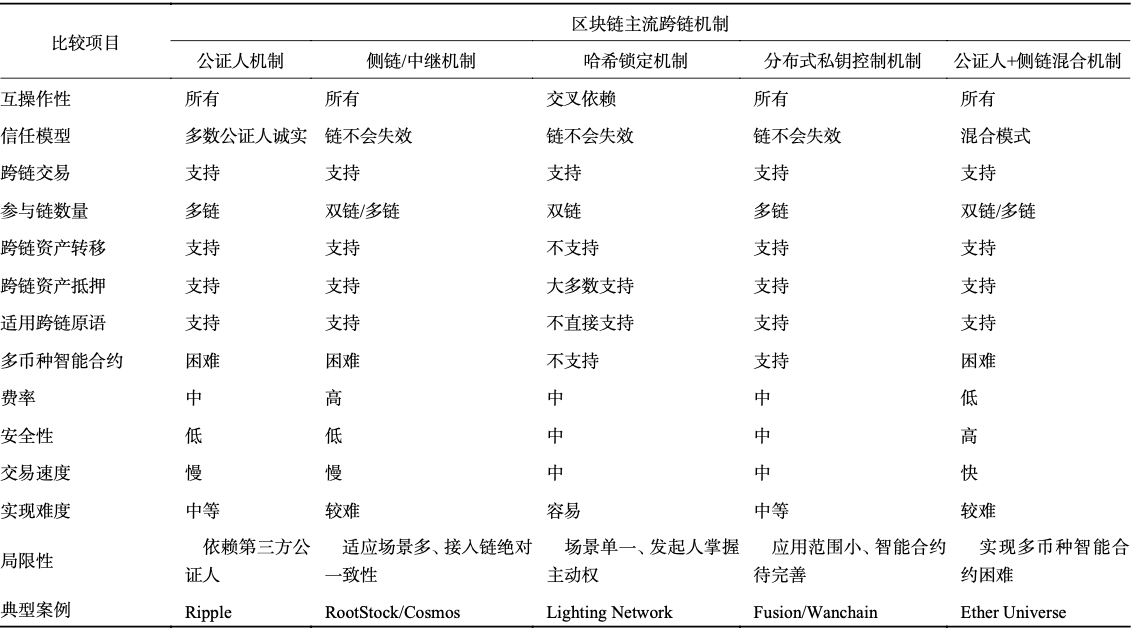 区块链主流跨链机制
比较项目
公证人机制 侧链/中继机制 哈希锁定机制 分布式私钥控制机制 公证人+侧链混合机制
互操作性 所有 所有 交叉依赖 所有 所有
信任模型 多数公证人诚实 链不会失效 链不会失效 链不会失效 混合模式
跨链交易 支持 支持 支持 支持 支持
参与链数量 多链 双链/多链 双链 多链 双链/多链
跨链资产转移 支持 支持 不支持 支持 支持
跨链资产抵押 支持 支持 大多数支持 支持 支持
适用跨链原语 支持 支持 不直接支持 支持 支持
多币种智能合约 困难 困难 不支持 支持 困难
费率 中 高 中 中 低
安全性 低 低 中 中 高
交易速度 慢 慢 中 中 快
实现难度 中等 较难 容易 中等 较难
局限性
依赖第三方公
证人
适应场景多、接入链绝对
一致性
场景单一、发起人掌握
主动权
应用范围小、智能合约
待完善
实现多币种智能合
约困难
典型案例 Ripple RootStock/Cosmos Lighting Network Fusion/Wanchain Ether Universe